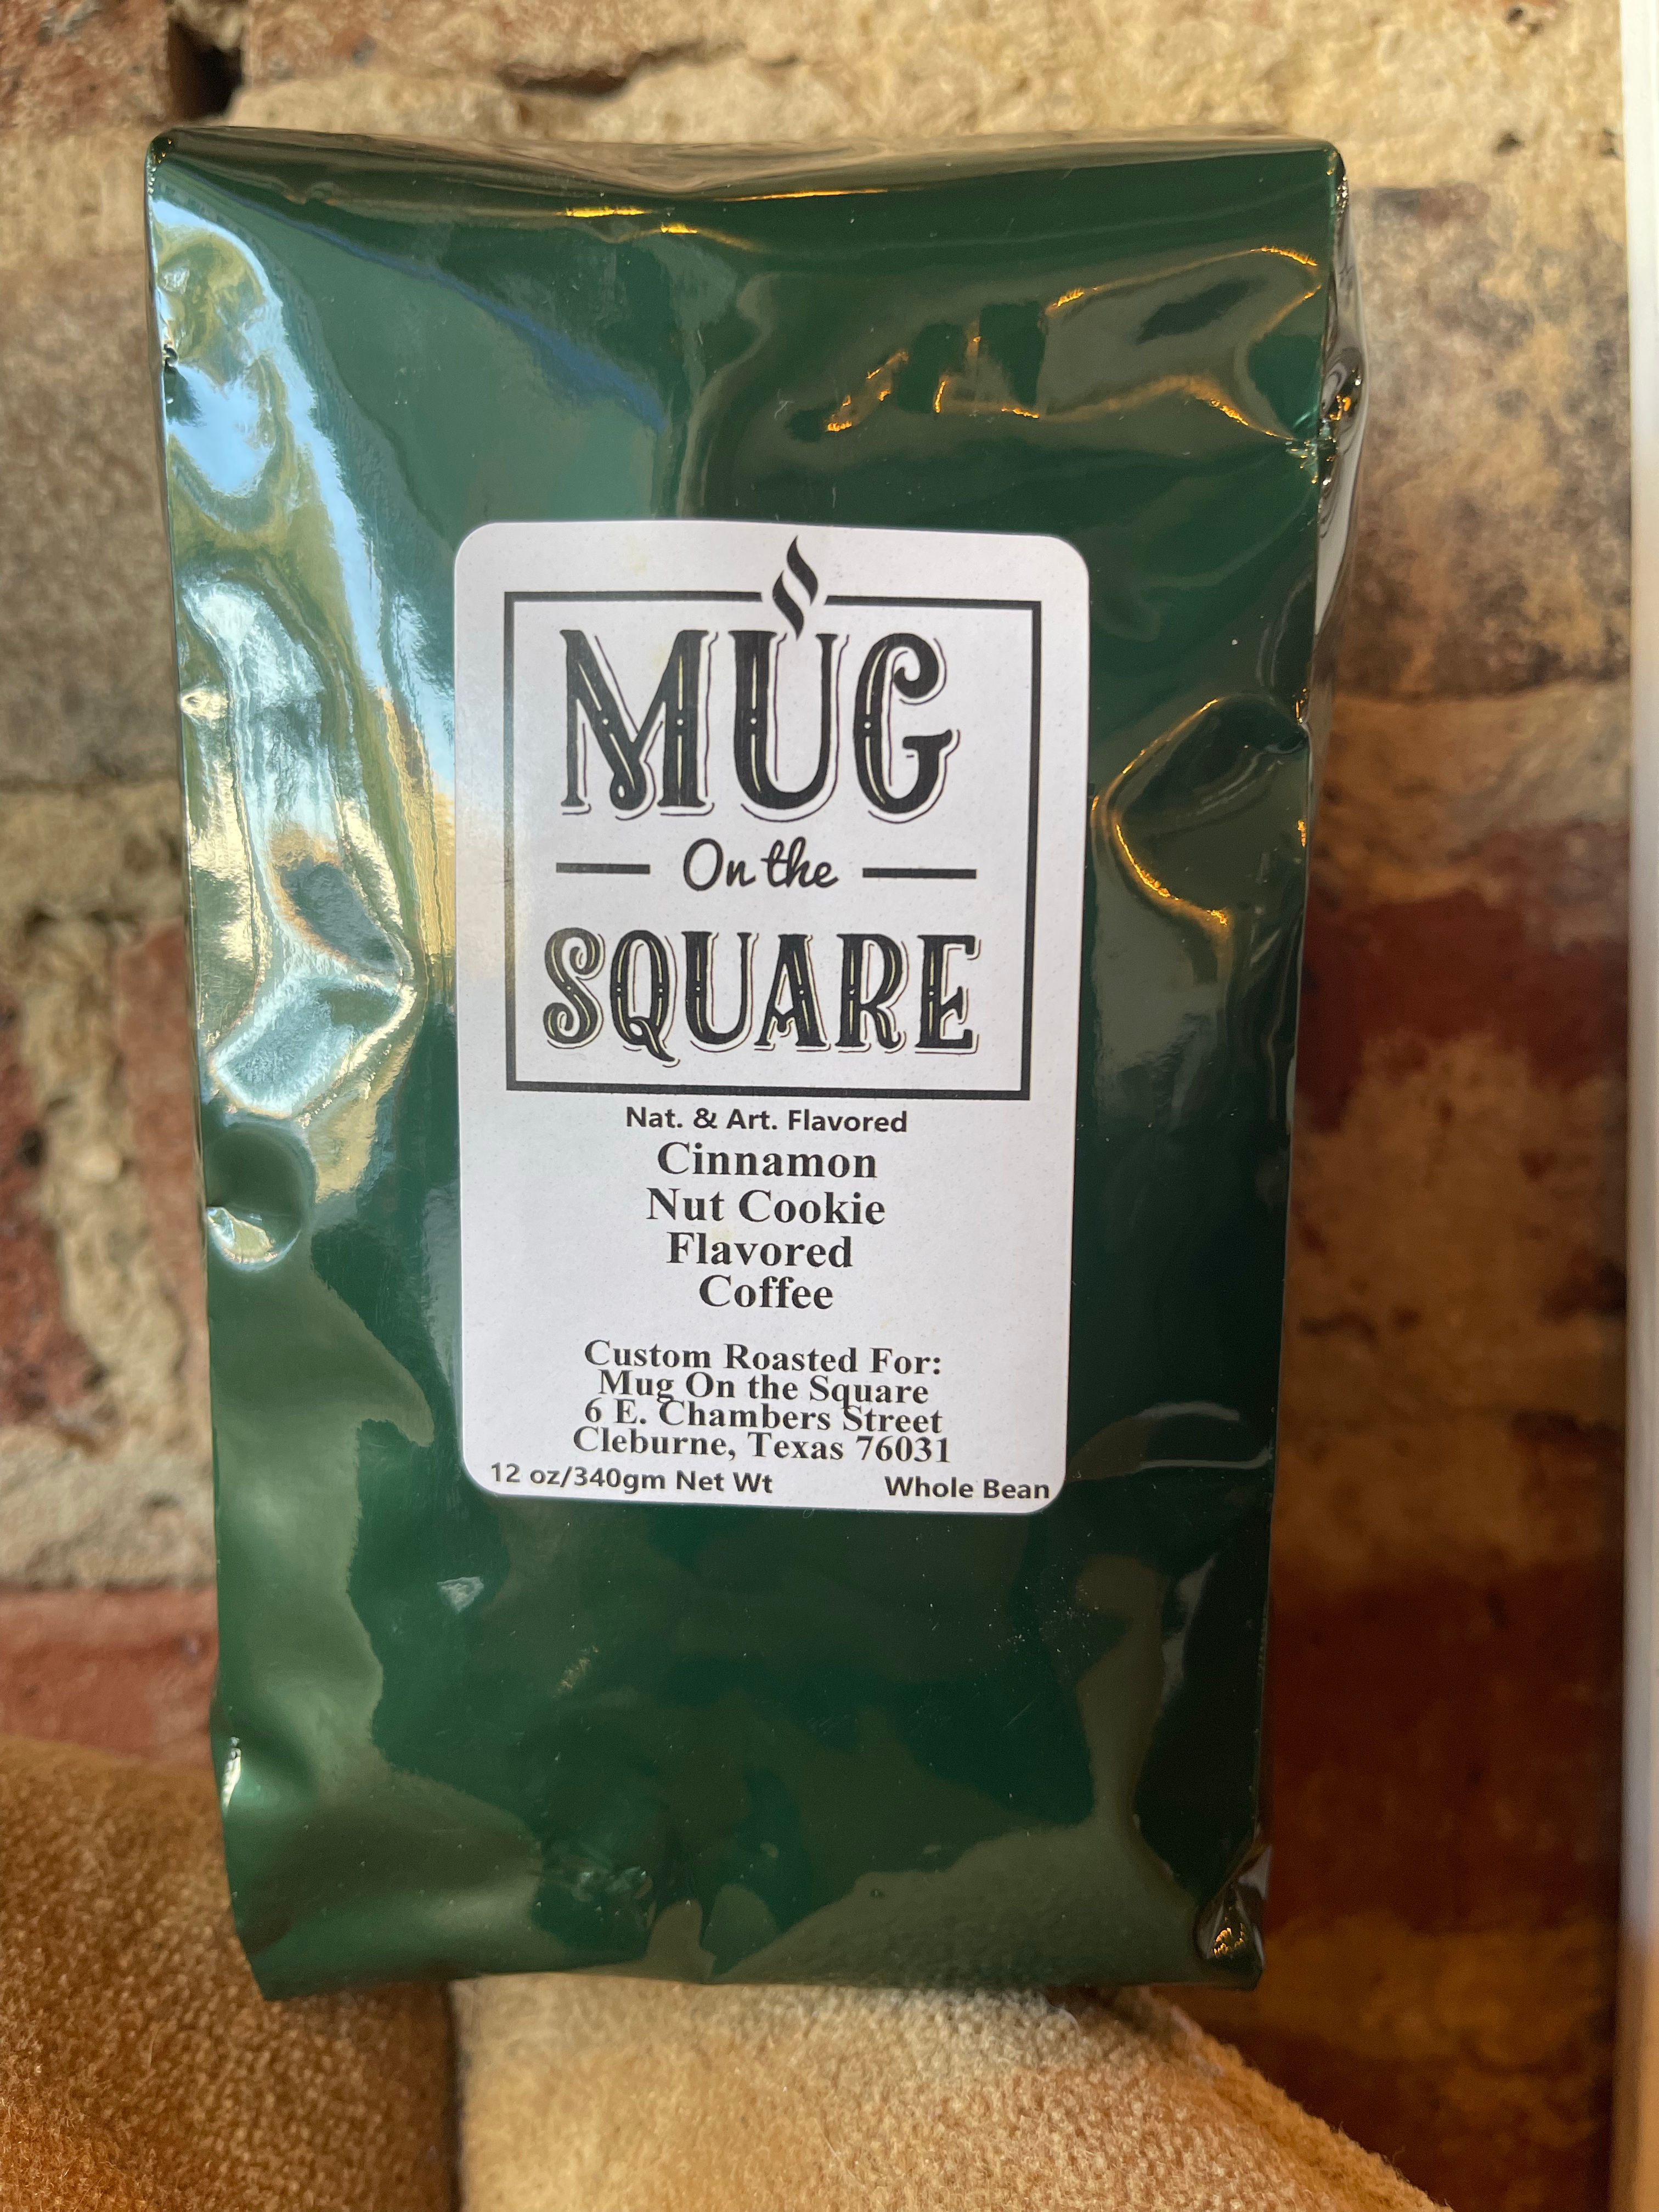 MUG
On the
SQUARE
Nat. & Art. Flavored
Cinnamon
Nut Cookie
Flavored
Coffee
Custom Roasted For:
Mug On the Square
6 E. Chambers Street
Cleburne, Texas 76031
12 oz/340gm Net Wt Whole Bean